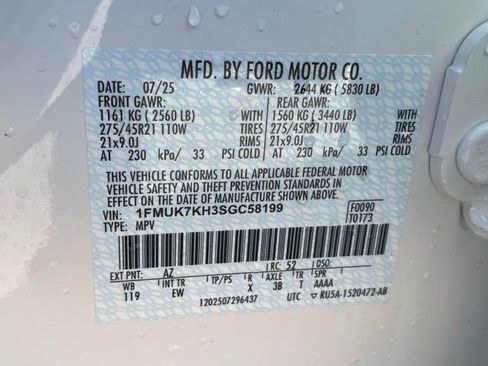 MFD. BY FORD MOTOR CO.
DATE: 07/25 GVWR: 2644 KG ( 5830 LB)
FRONT GAWR: REAR GAWR:
1161 KG ( 2560 LB) WITH 1560 KG ( 3440 LB) WITH
275/45R21 110W TIRES 275/45R21 110W TIRES
21x9.0J RIMS 21x9.0J RIMS
AT 230 kPa/ 33 PSI COLD AT 230 kPa/ 33 PSI COLD
THIS VEHICLE CONFORMS TO ALL APPLICABLE FEDERAL MOTOR
VEHICLE SAFETY AND THEFT PREVENTION STANDARDS IN
EFFECT ON THE DATE OF MANUFACTURE SHOWN ABOVE.
VIN: 1FMUK7KH3SGC58199 F0090
TYPE: MPV T0173
EXT PNT: AZ RC: 52 DSO:
WB INT TR TP/PS R AXLE TR SPR
119 EW X 3B T AAAA
1202507296437 UTC RU5A-1520472-AB